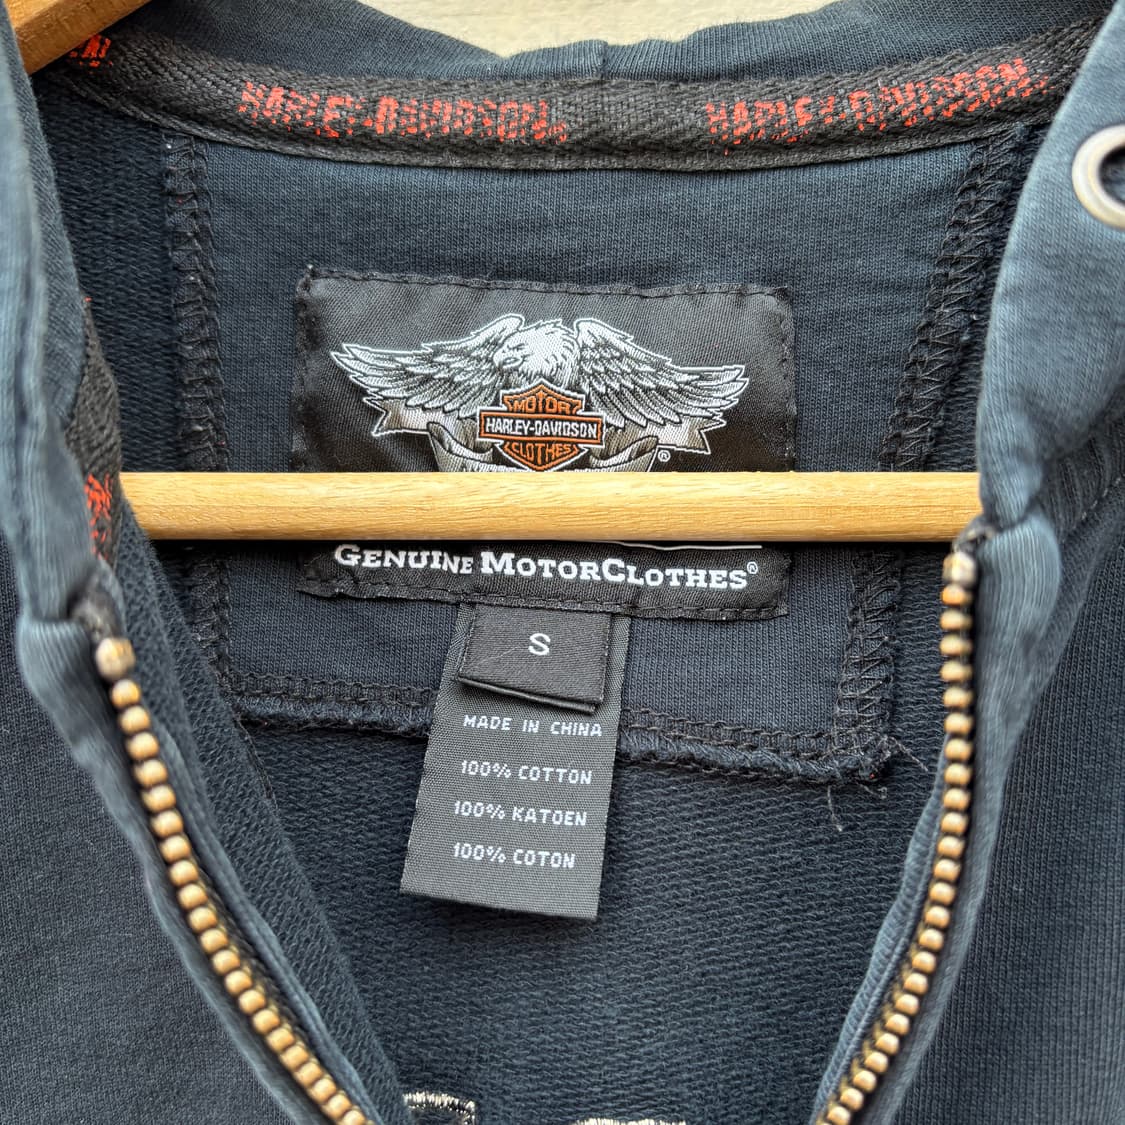 HARLEY-DAVIDSON
HARLEY-DAVIDSON
MOTOR
HARLEY-DAVIDSON
CLOTHES
®
GENUINE MOTORCLOTHES®
S
MADE IN CHINA
100% COTTON
100% KATOEN
100% COTON